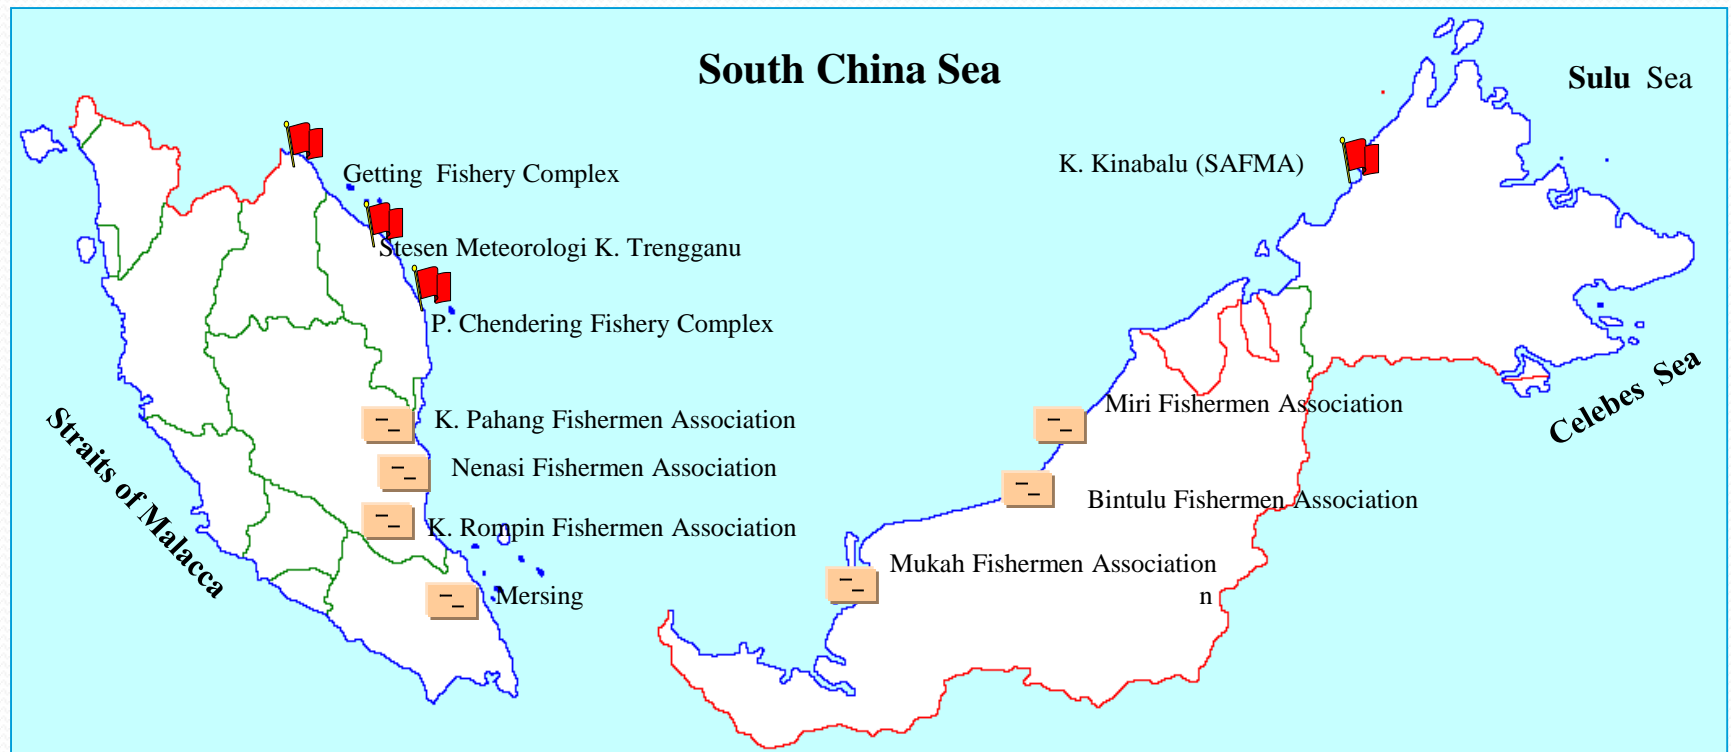 South China Sea
Sulu Sea
K. Kinabalu (SAFMA)
Getting Fishery Complex
Stesen Meteorologi K. Trengganu
P. Chendering Fishery Complex
K. Pahang Fishermen Association
Nenasi Fishermen Association
K. Rompin Fishermen Association
Mersing
Straits of Malacca
Miri Fishermen Association
Bintulu Fishermen Association
Mukah Fishermen Association
n
Celebes Sea